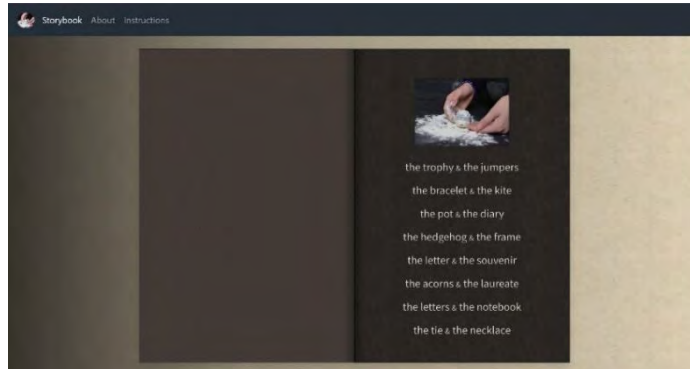 Storybook About Instructions
the trophy & the jumpers
the bracelet & the kite
the pot & the diary
the hedgehog & the frame
the letter & the souvenir
the acorns & the laureate
the letters & the notebook
the tie & the necklace